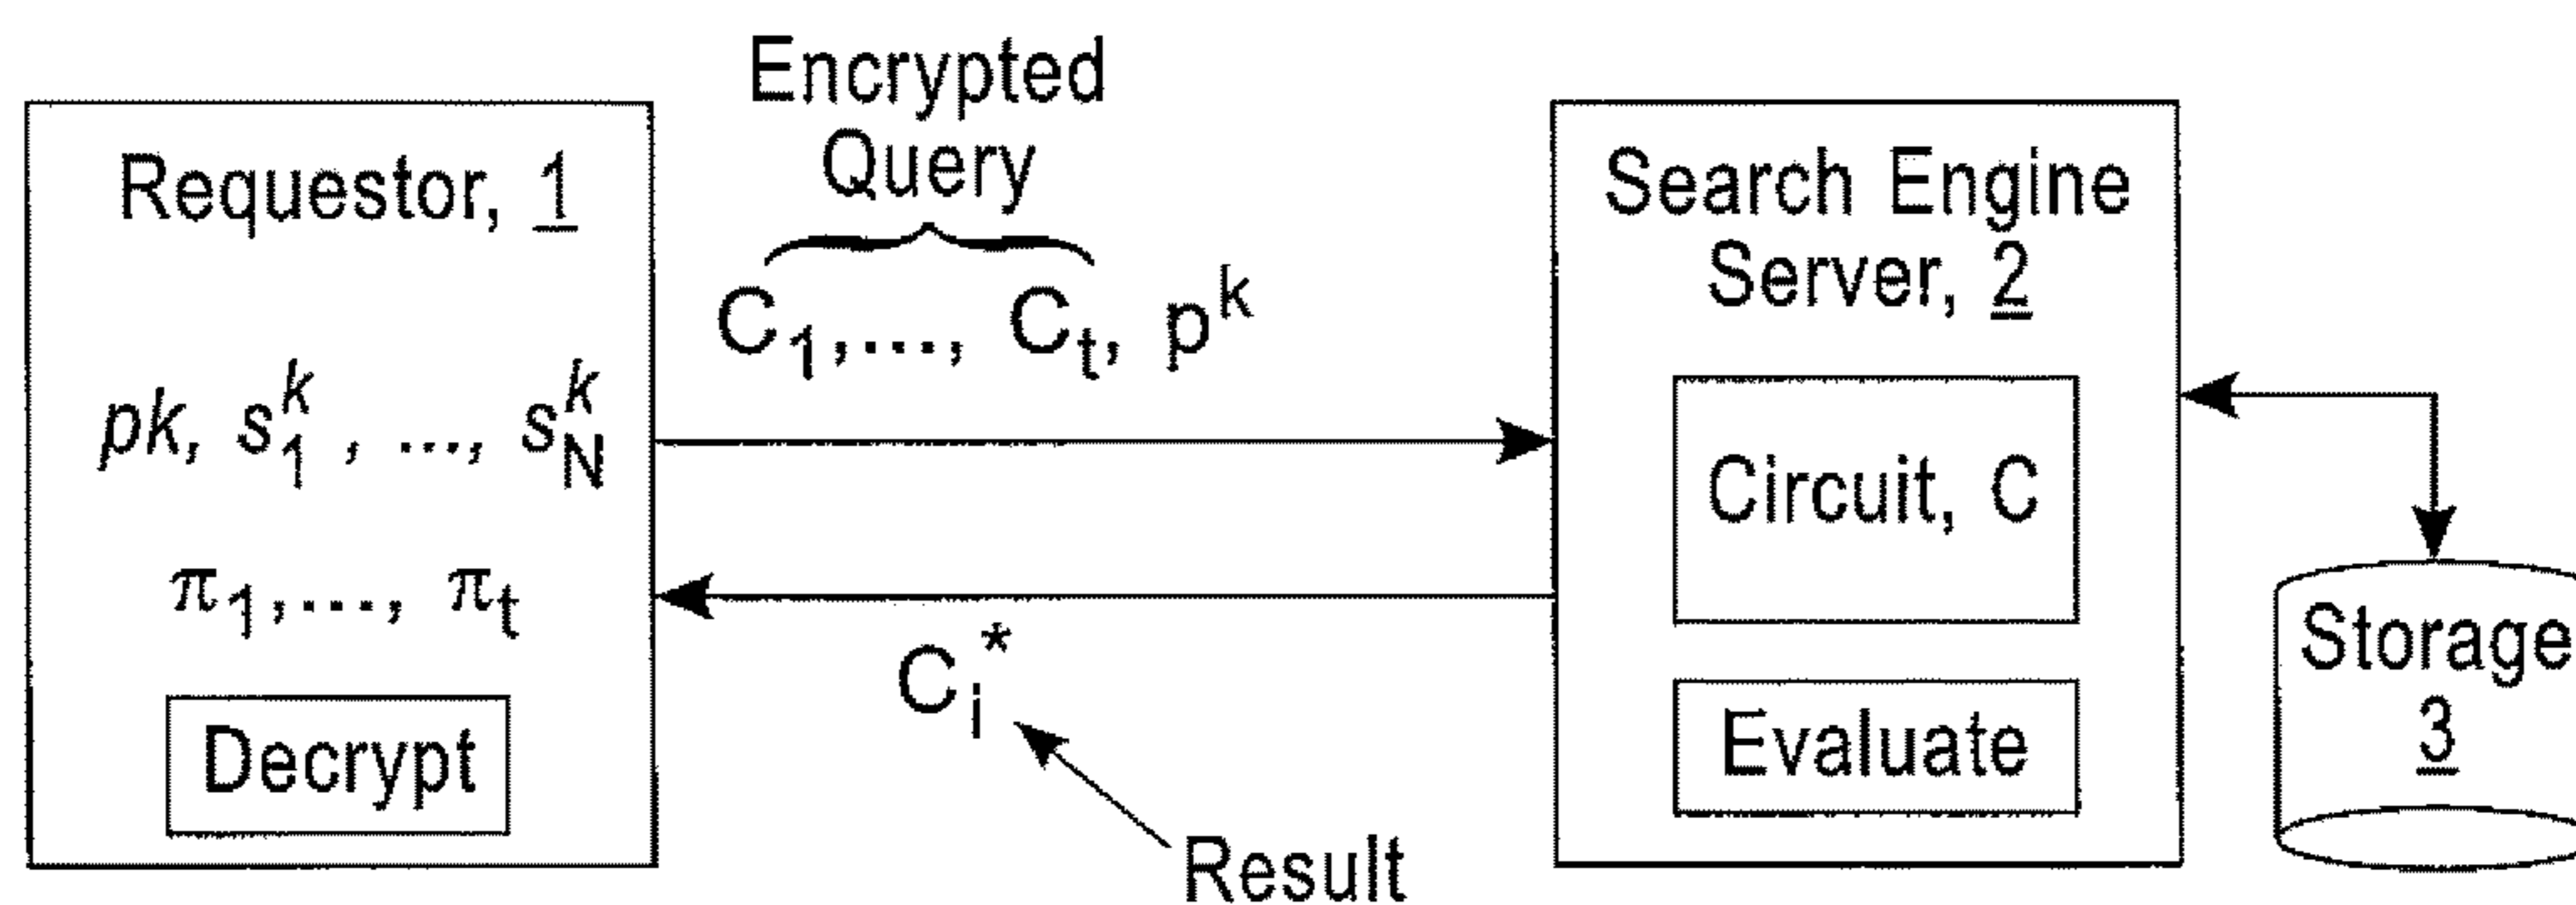 Requestor, 1
pk, s₁ᵏ, ..., s_Nᵏ
π₁,..., πₜ
Decrypt
Encrypted
Query
C₁,..., Cₜ, pᵏ
Cᵢ*
Result
Search Engine
Server, 2
Circuit, C
Evaluate
Storage
3